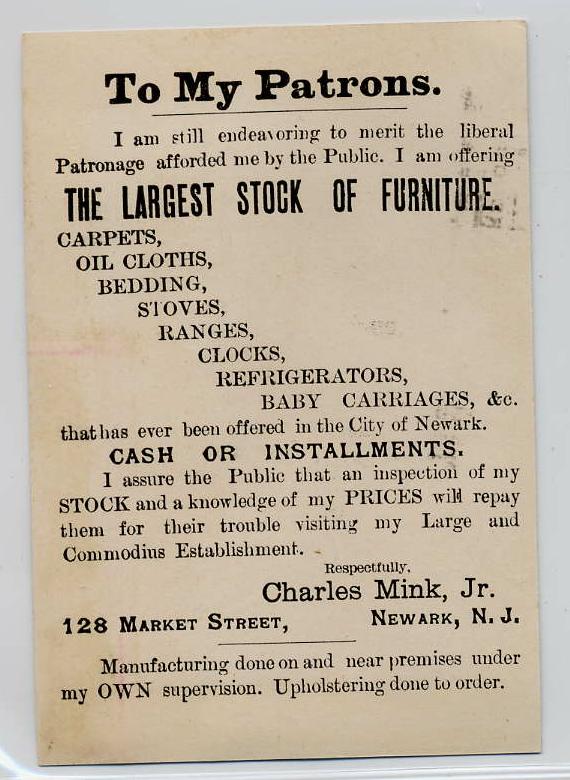 To My Patrons.
I am still endeavoring to merit the liberal
Patronage afforded me by the Public. I am offering
THE LARGEST STOCK OF FURNITURE.
CARPETS,
OIL CLOTHS,
BEDDING,
STOVES,
RANGES,
CLOCKS,
REFRIGERATORS,
BABY CARRIAGES, &c.
that has ever been offered in the City of Newark.
CASH OR INSTALLMENTS.
I assure the Public that an inspection of my
STOCK and a knowledge of my PRICES will repay
them for their trouble visiting my Large and
Commodius Establishment.
Respectfully,
Charles Mink, Jr.
128 MARKET STREET, NEWARK, N. J.
Manufacturing done on and near premises under
my OWN supervision. Upholstering done to order.